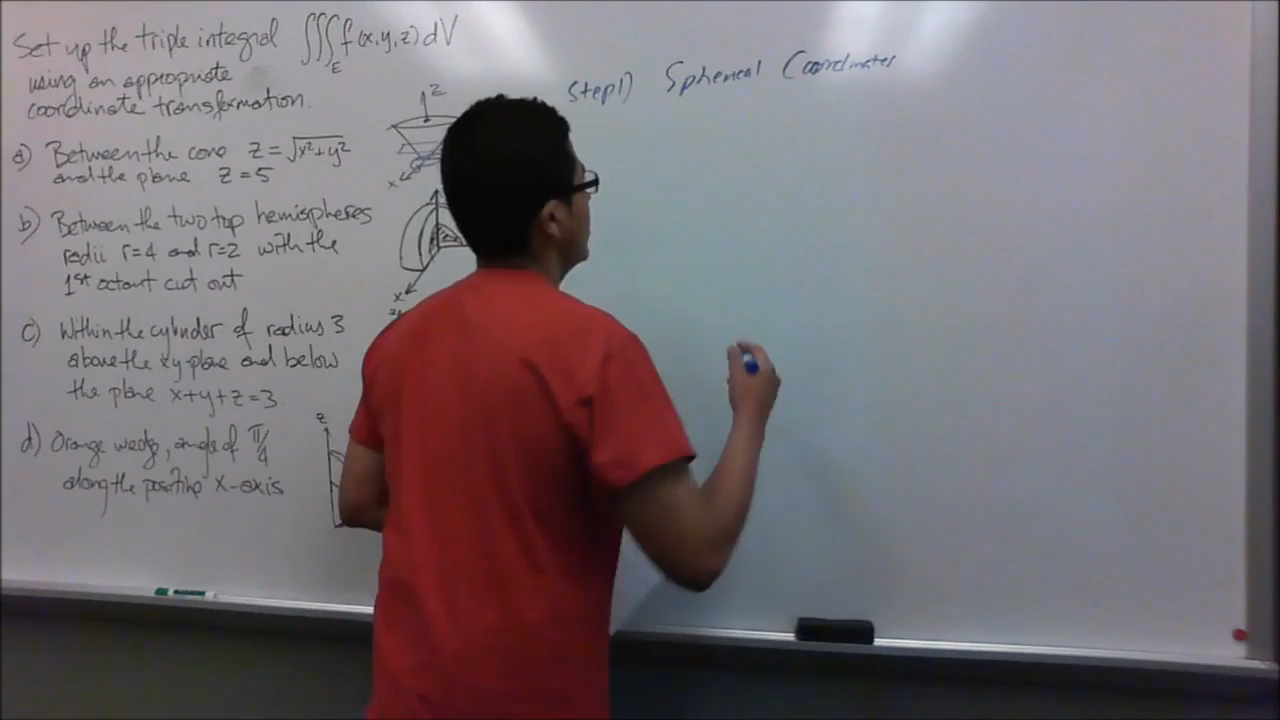 Set up the triple integral ∫∫∫_E f(x,y,z) dV
using an appropriate
coordinate transformation.
a) Between the cone z = √x²+y²
and the plane z = 5
b) Between the two top hemispheres
radii r=4 and r=2 with the
1st octant cut out
c) Within the cylinder of radius 3
above the xy-plane and below
the plane x+y+z=3
d) Orange wedge, angle of π/4
along the positive x-axis
z
x
x
z
Step1) Spherical Coordinates